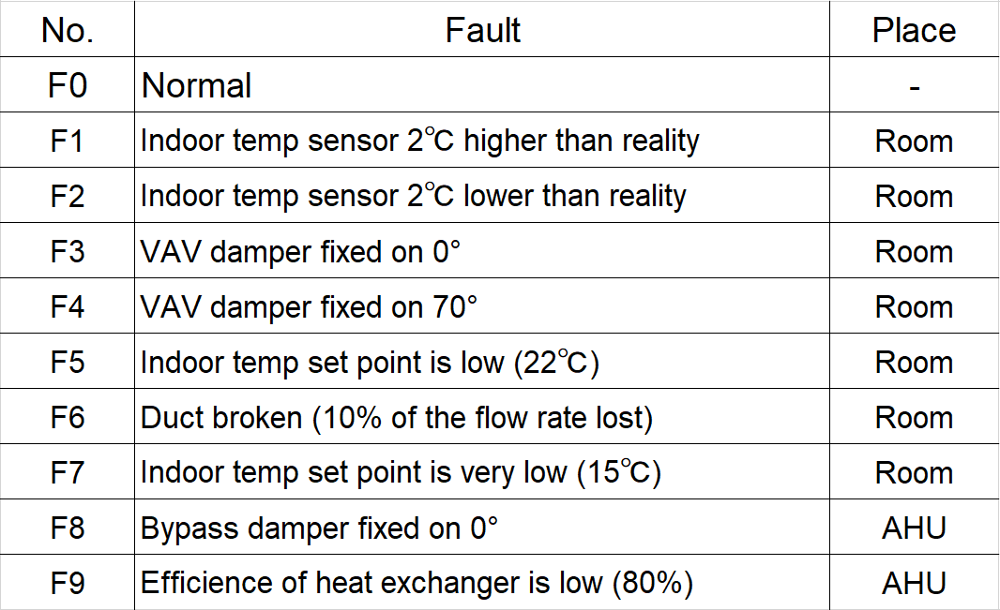 No. Fault Place
F0 Normal -
F1 Indoor temp sensor 2℃ higher than reality Room
F2 Indoor temp sensor 2℃ lower than reality Room
F3 VAV damper fixed on 0° Room
F4 VAV damper fixed on 70° Room
F5 Indoor temp set point is low (22℃) Room
F6 Duct broken (10% of the flow rate lost) Room
F7 Indoor temp set point is very low (15℃) Room
F8 Bypass damper fixed on 0° AHU
F9 Efficience of heat exchanger is low (80%) AHU